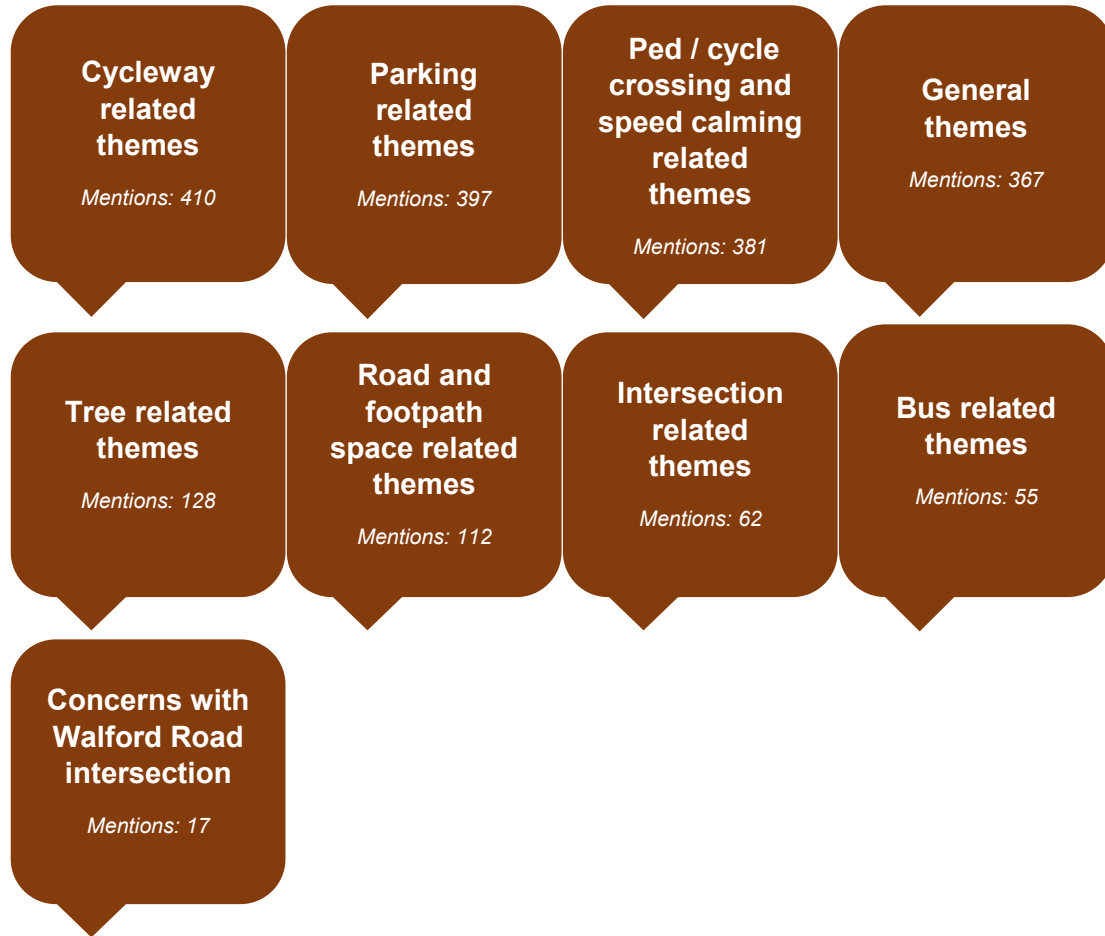 Cycleway
related
themes
Mentions: 410
Parking
related
themes
Mentions: 397
Ped / cycle
crossing and
speed calming
related
themes
Mentions: 381
General
themes
Mentions: 367
Tree related
themes
Mentions: 128
Road and
footpath
space related
themes
Mentions: 112
Intersection
related
themes
Mentions: 62
Bus related
themes
Mentions: 55
Concerns with
Walford Road
intersection
Mentions: 17